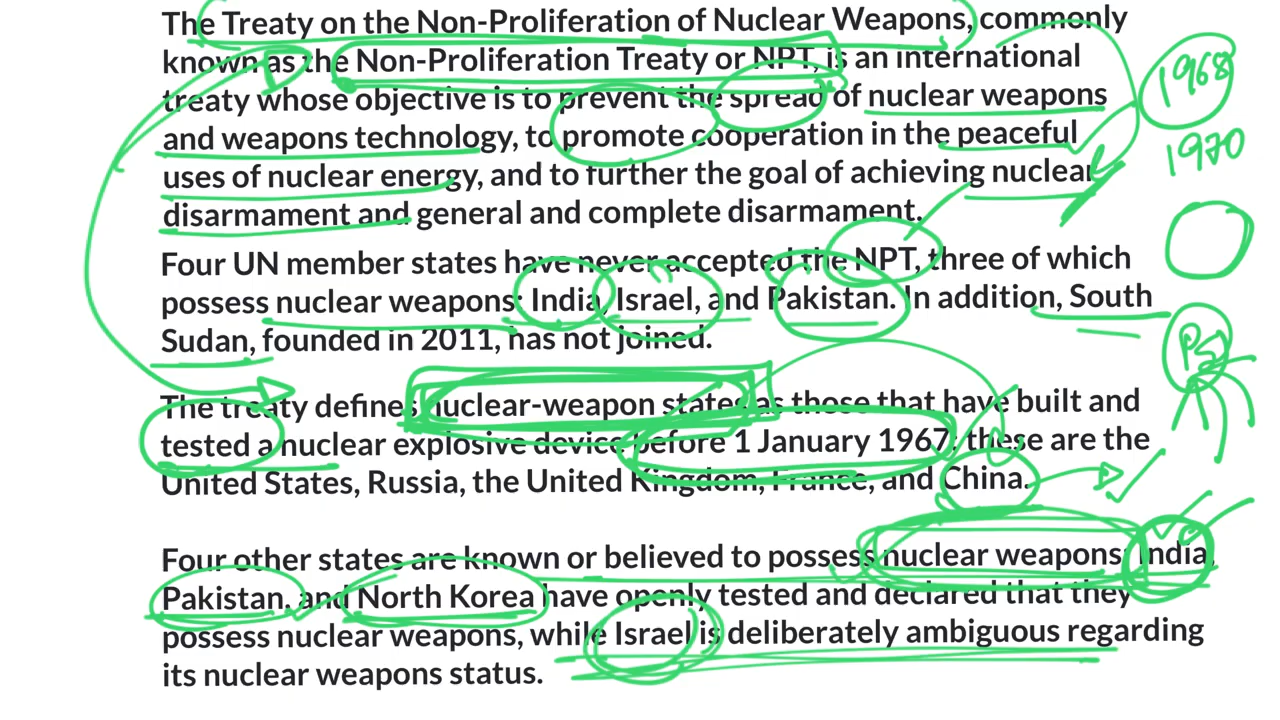 The Treaty on the Non-Proliferation of Nuclear Weapons, commonly
known as the Non-Proliferation Treaty or NPT, is an international
treaty whose objective is to prevent the spread of nuclear weapons
and weapons technology, to promote cooperation in the peaceful
uses of nuclear energy, and to further the goal of achieving nuclear
disarmament and general and complete disarmament.
1968
1970
Four UN member states have never accepted the NPT, three of which
possess nuclear weapons: India, Israel, and Pakistan. In addition, South
Sudan, founded in 2011, has not joined.
The treaty defines nuclear-weapon states as those that have built and
tested a nuclear explosive device before 1 January 1967; these are the
United States, Russia, the United Kingdom, France, and China.
Four other states are known or believed to possess nuclear weapons: India,
Pakistan, and North Korea have openly tested and declared that they
possess nuclear weapons, while Israel is deliberately ambiguous regarding
its nuclear weapons status.